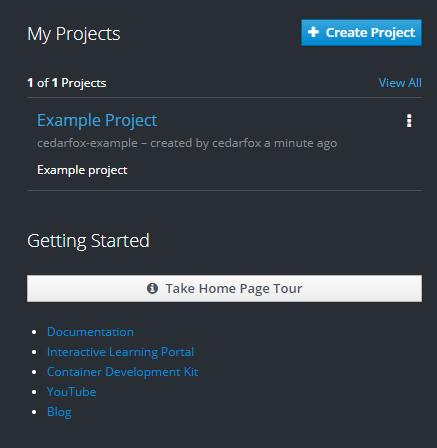 My Projects
Create Project
1 of 1 Projects
View All
Example Project
cedarfox-example – created by cedarfox a minute ago
Example project
Getting Started
Take Home Page Tour
Documentation
Interactive Learning Portal
Container Development Kit
YouTube
Blog